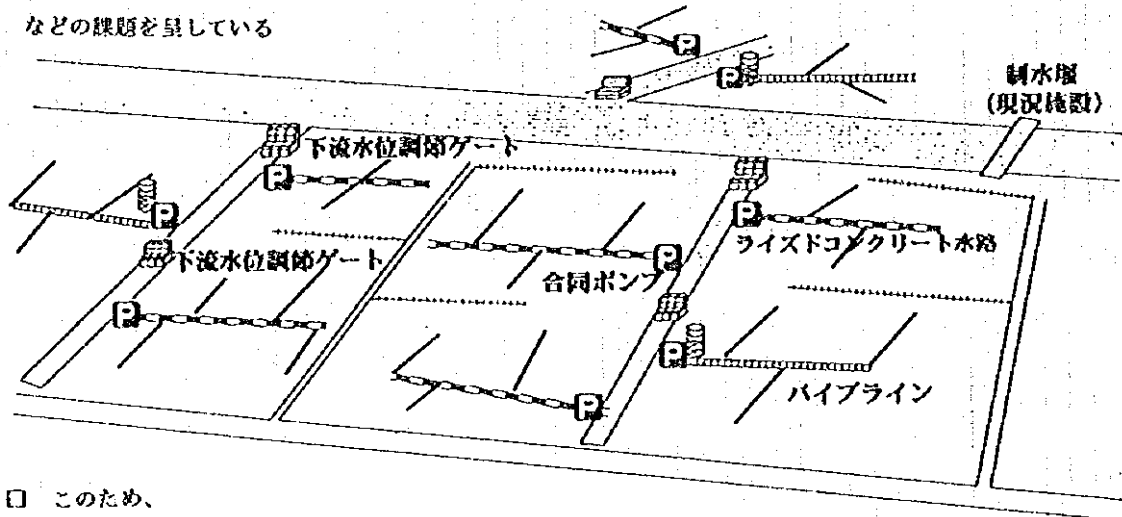 などの課題を呈している
P
P
制水堰
(現況施設)
下流水位調節ゲート
P
P
P
ライズドコンクリート水路
下流水位調節ゲート
合同ポンプ
P
P
P
パイプライン
P
□ このため、